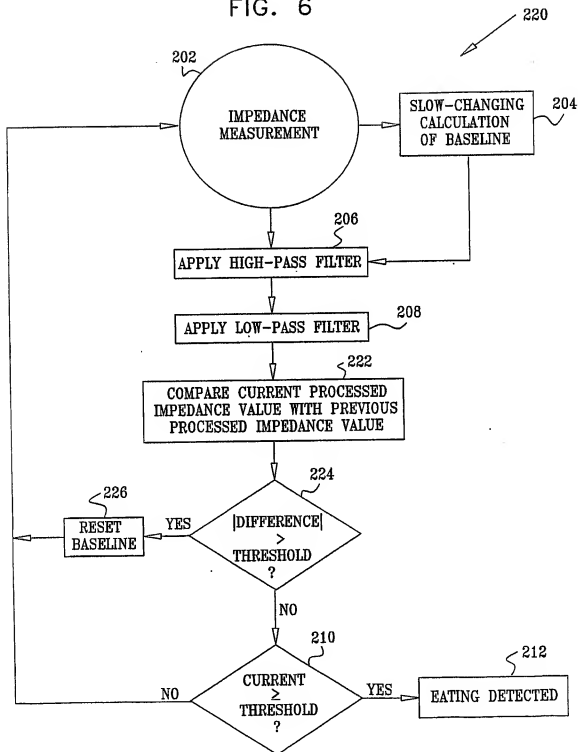 FIG. 6
220
202
IMPEDANCE
MEASUREMENT
SLOW-CHANGING
CALCULATION
OF BASELINE
204
206
APPLY HIGH-PASS FILTER
APPLY LOW-PASS FILTER
208
222
COMPARE CURRENT PROCESSED
IMPEDANCE VALUE WITH PREVIOUS
PROCESSED IMPEDANCE VALUE
224
226
RESET
BASELINE
YES
|DIFFERENCE|
>
THRESHOLD
?
NO
210
212
NO
CURRENT
≥
THRESHOLD
?
YES
EATING DETECTED